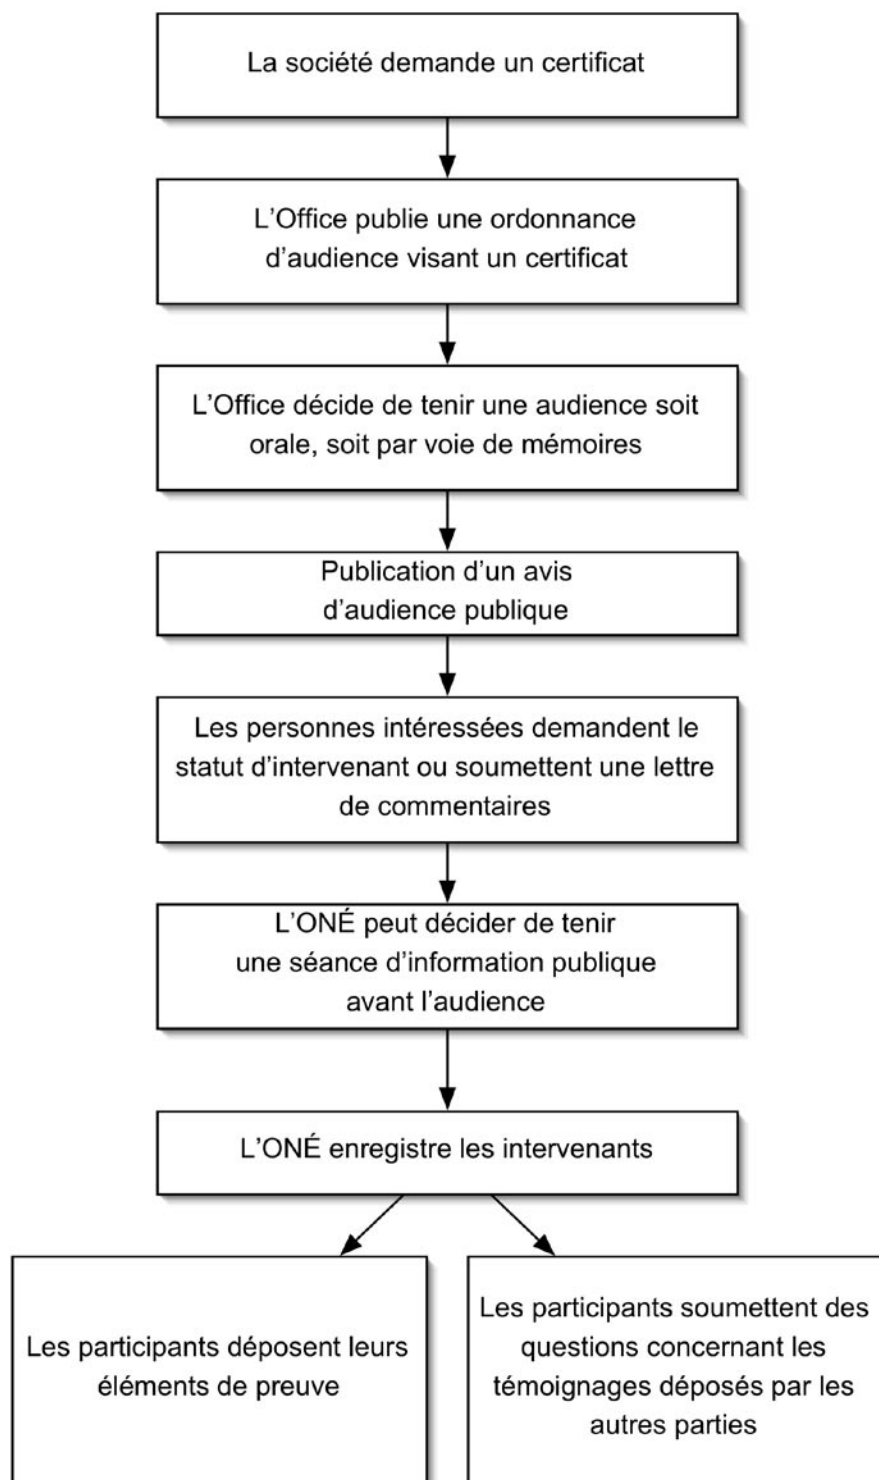 La société demande un certificat
L’Office publie une ordonnance
d’audience visant un certificat
L’Office décide de tenir une audience soit
orale, soit par voie de mémoires
Publication d’un avis
d’audience publique
Les personnes intéressées demandent le
statut d’intervenant ou soumettent une lettre
de commentaires
L’ONÉ peut décider de tenir
une séance d’information publique
avant l’audience
L’ONÉ enregistre les intervenants
Les participants déposent leurs
éléments de preuve
Les participants soumettent des
questions concernant les
témoignages déposés par les
autres parties